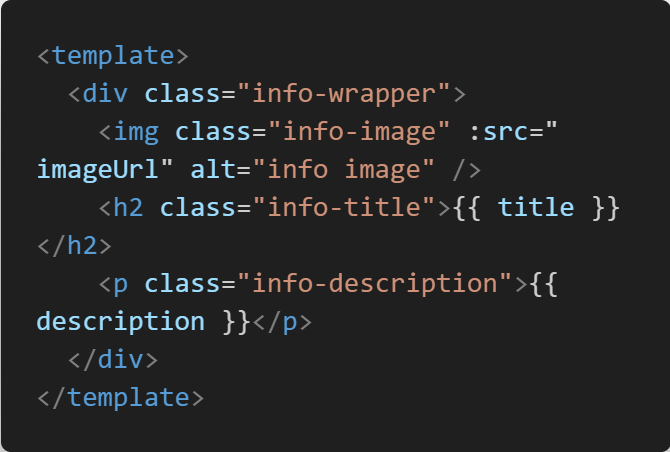 <template>
  <div class="info-wrapper">
    <img class="info-image" :src="
imageUrl" alt="info image" />
    <h2 class="info-title">{{ title }}
</h2>
    <p class="info-description">{{
description }}</p>
  </div>
</template>